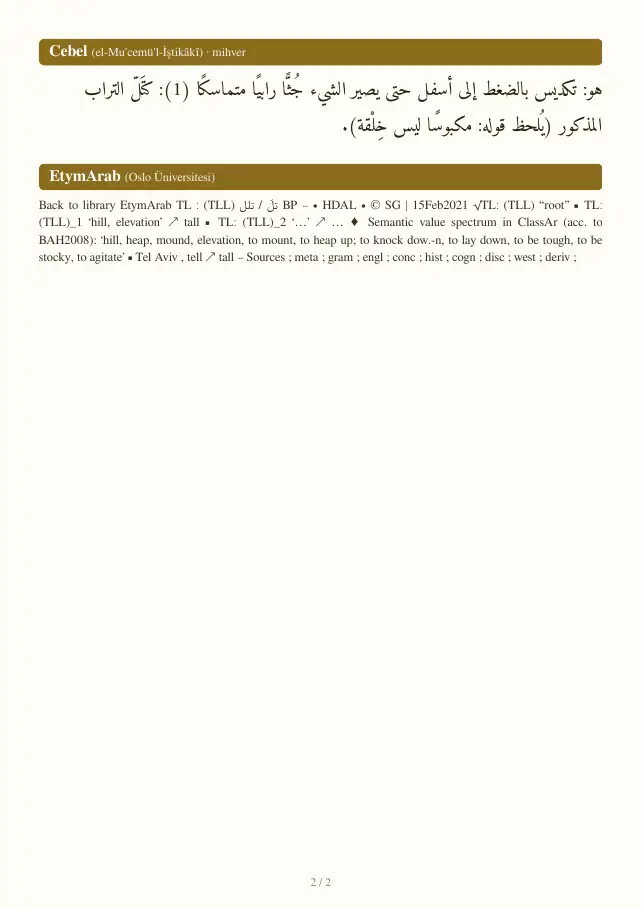 Cebel (el-Mu'cemü'l-İştikâkî) · mihver
هو: تكديس بالضغط إلى أسفل حتى يصير الشيء جُثًّا رابيًا متماسكًا (1): كَتَلّ التراب
المذكور (يُلحظ قوله: مكبوسًا ليس خِلْقة).
EtymArab (Oslo Üniversitesi)
Back to library EtymArab TL : (TLL) تلّ / تلل BP – • HDAL • © SG | 15Feb2021 √TL: (TLL) “root” ▪ TL:
(TLL)_1 ‘hill, elevation’ ↗ tall ▪ TL: (TLL)_2 ‘…’ ↗ … ♦ Semantic value spectrum in ClassAr (acc. to
BAH2008): ‘hill, heap, mound, elevation, to mount, to heap up; to knock dow.-n, to lay down, to be tough, to be
stocky, to agitate’ ▪ Tel Aviv , tell ↗ tall – Sources ; meta ; gram ; engl ; conc ; hist ; cogn ; disc ; west ; deriv ;
2 / 2